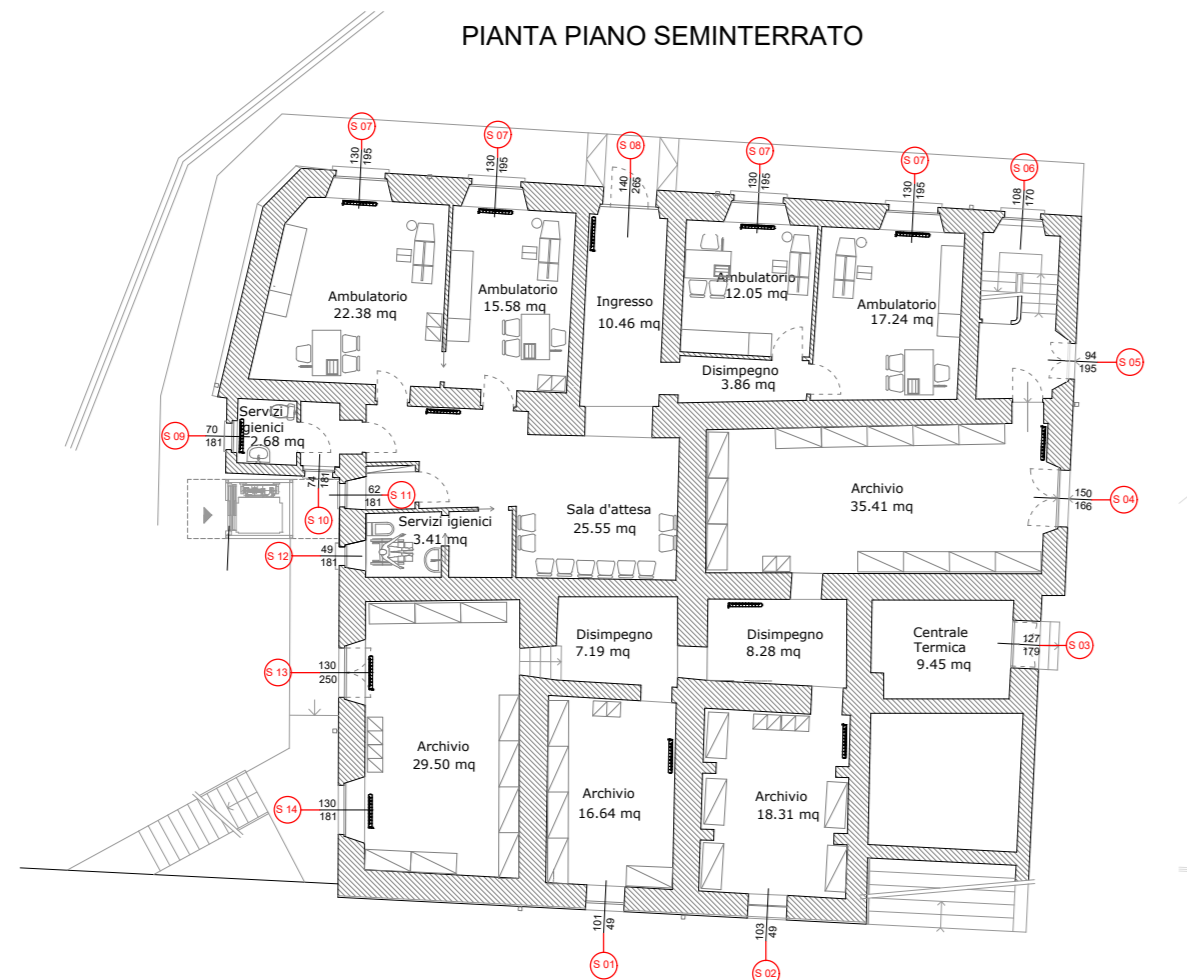 PIANTA PIANO SEMINTERRATO
S 07
130
195
S 07
130
195
S 08
140
265
S 07
130
195
S 07
130
195
S 06
108
170
Ambulatorio
22.38 mq
Ambulatorio
15.58 mq
Ingresso
10.46 mq
Ambulatorio
12.05 mq
Ambulatorio
17.24 mq
Disimpegno
3.86 mq
94
195
S 05
S 09
70
181
Servizi
igienici
2.68 mq
74
181
S 10
62
181
S 11
S 12
49
181
Servizi igienici
3.41 mq
Sala d'attesa
25.55 mq
Archivio
35.41 mq
150
166
S 04
Disimpegno
7.19 mq
Disimpegno
8.28 mq
Centrale
Termica
9.45 mq
127
179
S 03
S 13
130
250
Archivio
29.50 mq
S 14
130
181
Archivio
16.64 mq
Archivio
18.31 mq
101
49
S 01
103
49
S 02